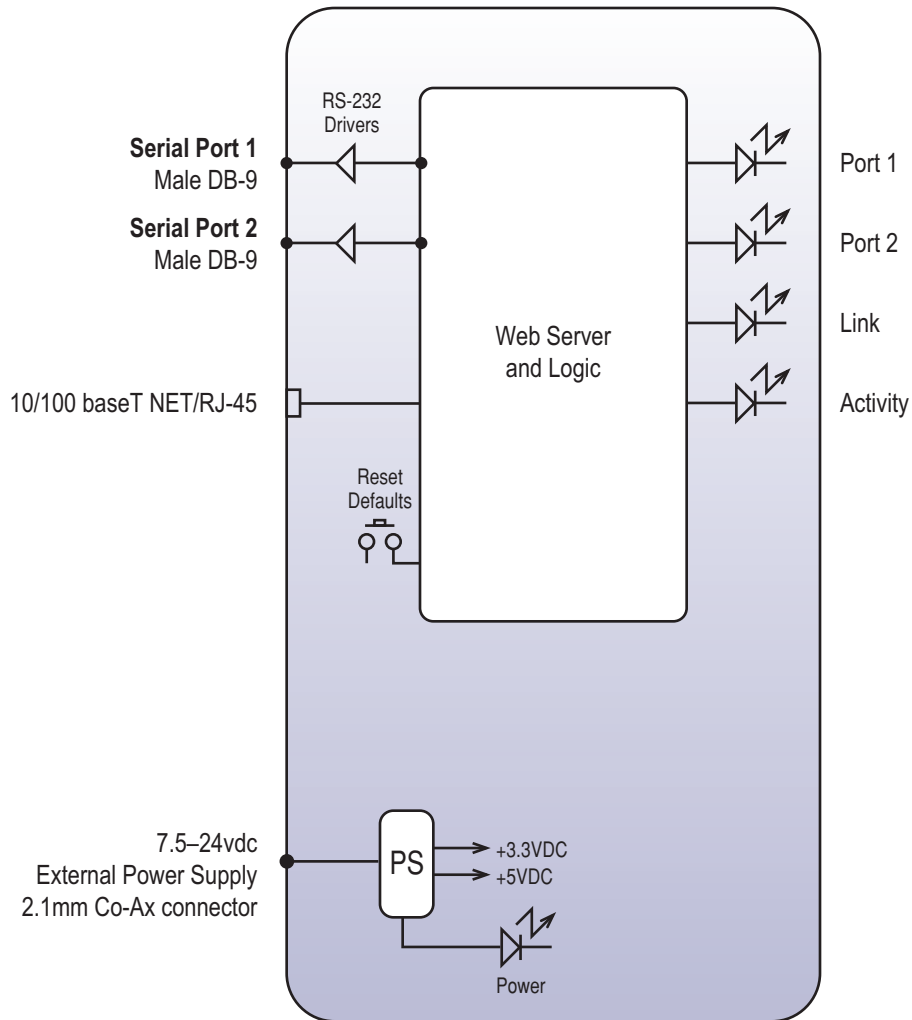 RS-232
Drivers
Serial Port 1
Male DB-9
Serial Port 2
Male DB-9
10/100 baseT NET/RJ-45
Reset
Defaults
Web Server
and Logic
Port 1
Port 2
Link
Activity
7.5–24vdc
External Power Supply
2.1mm Co-Ax connector
PS
+3.3VDC
+5VDC
Power